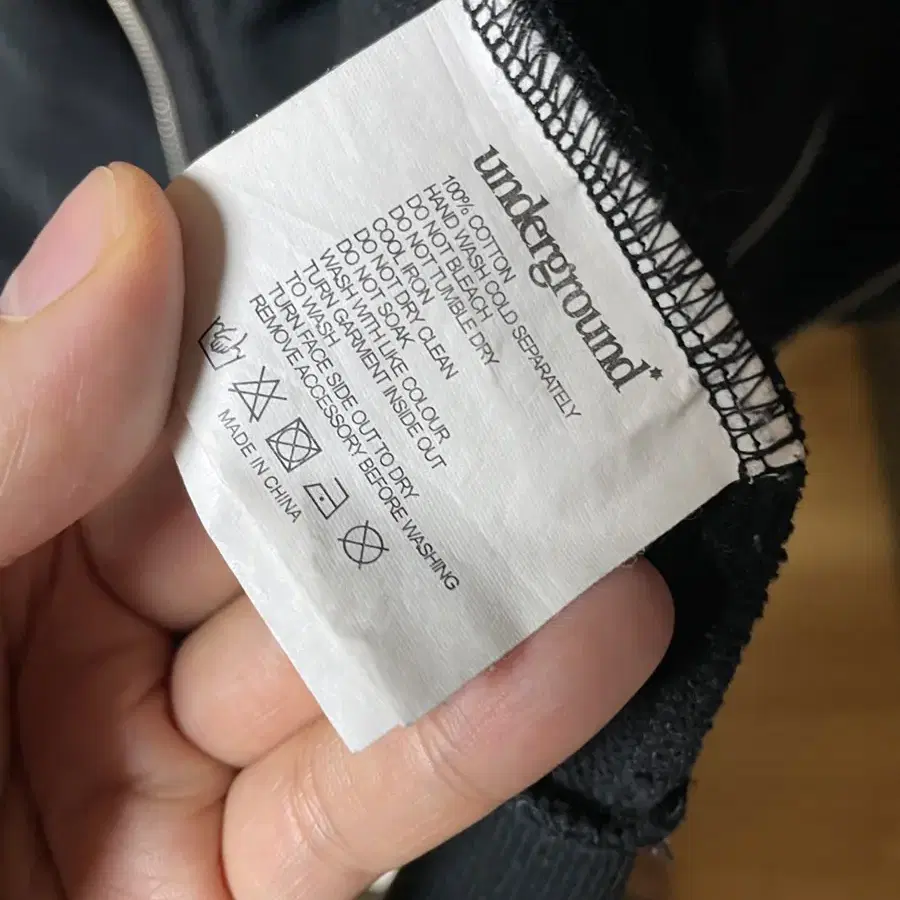 underground*
100% COTTON
HAND WASH COLD SEPARATELY
DO NOT BLEACH
DO NOT TUMBLE DRY
COOL IRON
DO NOT DRY CLEAN
DO NOT SOAK
WASH WITH LIKE COLOUR
TURN GARMENT INSIDE OUT
TO WASH.
TURN FACE SIDE OUT TO DRY
REMOVE ACCESSORY BEFORE WASHING
MADE IN CHINA